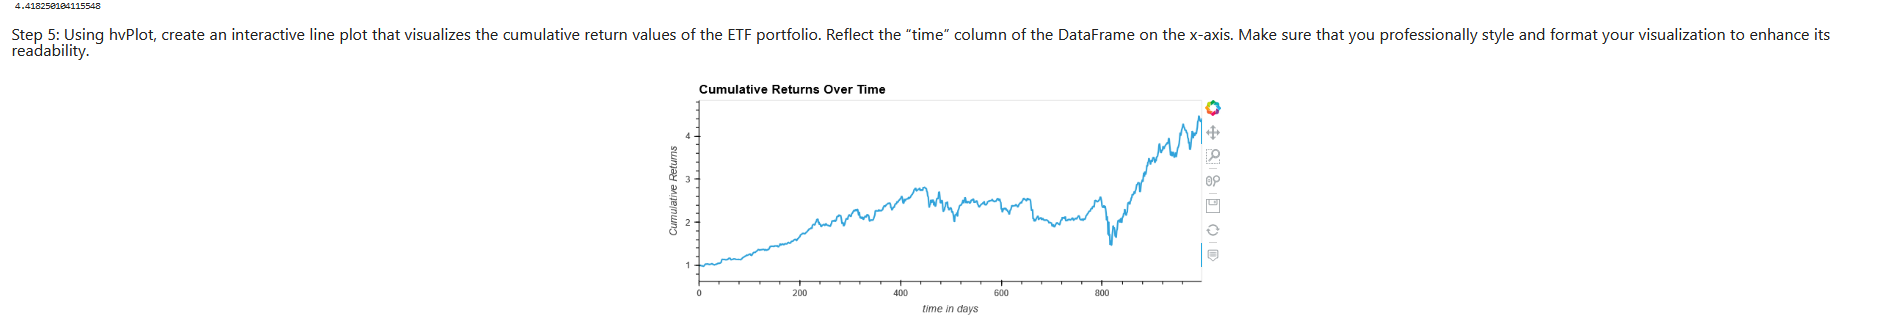 4.418250104115548
Step 5: Using hvPlot, create an interactive line plot that visualizes the cumulative return values of the ETF portfolio. Reflect the “time” column of the DataFrame on the x-axis. Make sure that you professionally style and format your visualization to enhance its
readability.
Cumulative Returns Over Time
Cumulative Returns
4
3
2
1
0 200 400 600 800
time in days